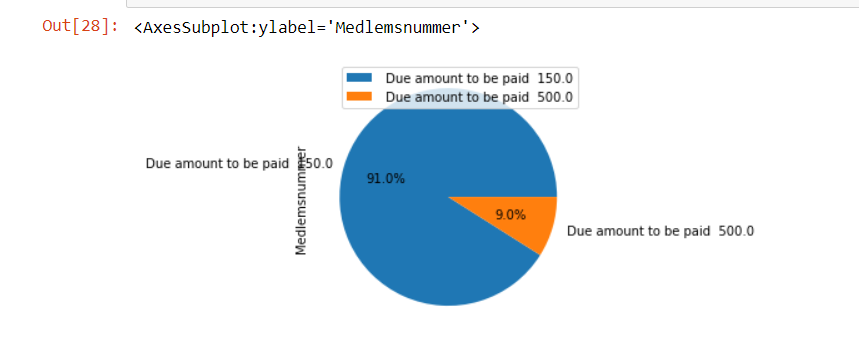 Out[28]: <AxesSubplot:ylabel='Medlemsnummer'>
Due amount to be paid 150.0
Due amount to be paid 500.0
Due amount to be paid 150.0
Medlemsnummer
91.0%
9.0%
Due amount to be paid 500.0